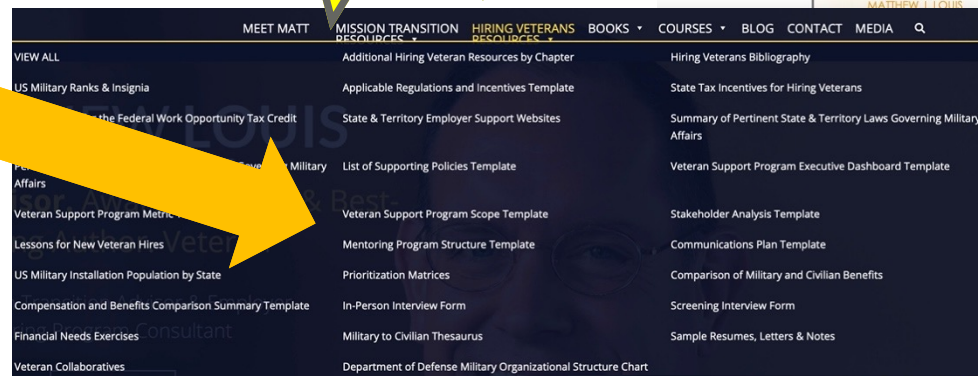 MATTHEW J. LOUIS
MEET MATT MISSION TRANSITION RESOURCES HIRING VETERANS RESOURCES BOOKS COURSES BLOG CONTACT MEDIA
VIEW ALL Additional Hiring Veteran Resources by Chapter Hiring Veterans Bibliography
US Military Ranks & Insignia Applicable Regulations and Incentives Template State Tax Incentives for Hiring Veterans
the Federal Work Opportunity Tax Credit State & Territory Employer Support Websites Summary of Pertinent State & Territory Laws Governing Military
Affairs
Military List of Supporting Policies Template Veteran Support Program Executive Dashboard Template
Affairs
Veteran Support Program Metric Veteran Support Program Scope Template Stakeholder Analysis Template
Lessons for New Veteran Hires Mentoring Program Structure Template Communications Plan Template
US Military Installation Population by State Prioritization Matrices Comparison of Military and Civilian Benefits
Compensation and Benefits Comparison Summary Template In-Person Interview Form Screening Interview Form
Financial Needs Exercises Military to Civilian Thesaurus Sample Resumes, Letters & Notes
Consultant
Veteran Collaboratives Department of Defense Military Organizational Structure Chart